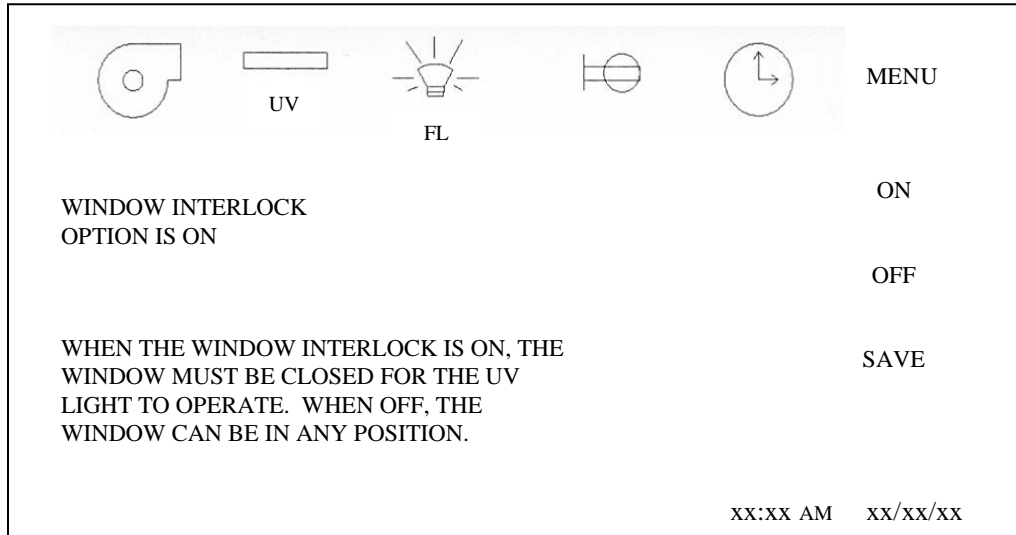 MENU
UV
FL
ON
WINDOW INTERLOCK
OPTION IS ON
OFF
WHEN THE WINDOW INTERLOCK IS ON, THE
WINDOW MUST BE CLOSED FOR THE UV
LIGHT TO OPERATE. WHEN OFF, THE
WINDOW CAN BE IN ANY POSITION.
SAVE
xx:xx AM xx/xx/xx